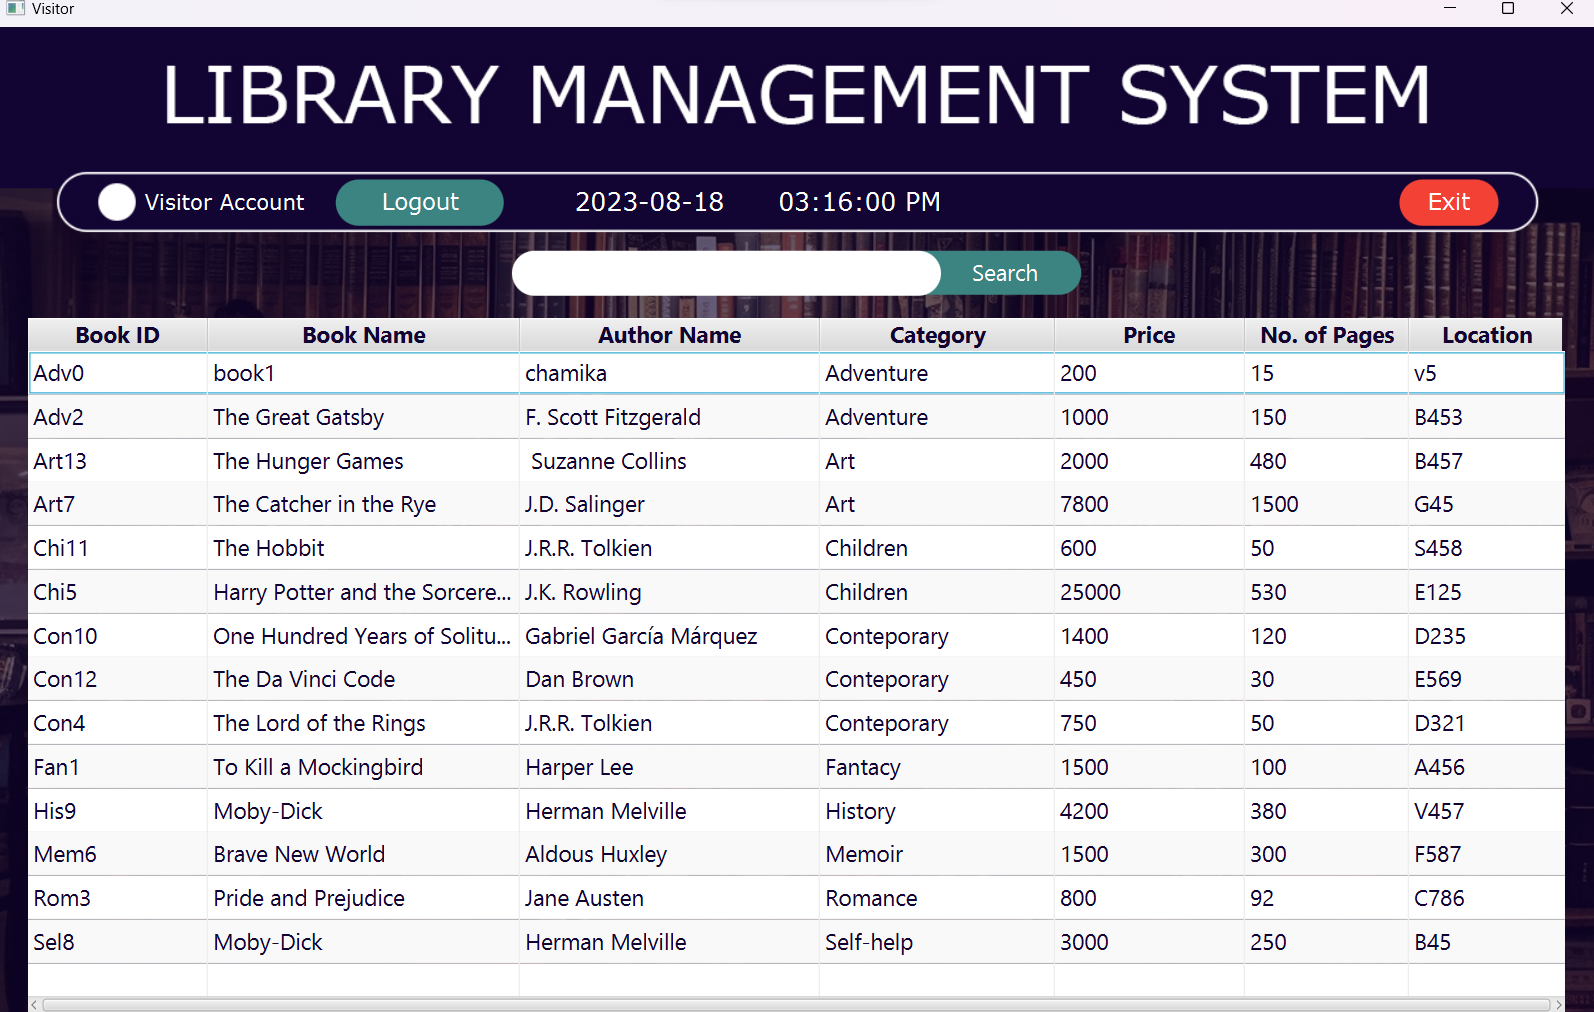 Visitor
LIBRARY MANAGEMENT SYSTEM
Visitor Account Logout 2023-08-18 03:16:00 PM Exit
Search
Book ID Book Name Author Name Category Price No. of Pages Location
Adv0 book1 chamika Adventure 200 15 v5
Adv2 The Great Gatsby F. Scott Fitzgerald Adventure 1000 150 B453
Art13 The Hunger Games Suzanne Collins Art 2000 480 B457
Art7 The Catcher in the Rye J.D. Salinger Art 7800 1500 G45
Chi11 The Hobbit J.R.R. Tolkien Children 600 50 S458
Chi5 Harry Potter and the Sorcere... J.K. Rowling Children 25000 530 E125
Con10 One Hundred Years of Solitu... Gabriel García Márquez Conteporary 1400 120 D235
Con12 The Da Vinci Code Dan Brown Conteporary 450 30 E569
Con4 The Lord of the Rings J.R.R. Tolkien Conteporary 750 50 D321
Fan1 To Kill a Mockingbird Harper Lee Fantacy 1500 100 A456
His9 Moby-Dick Herman Melville History 4200 380 V457
Mem6 Brave New World Aldous Huxley Memoir 1500 300 F587
Rom3 Pride and Prejudice Jane Austen Romance 800 92 C786
Sel8 Moby-Dick Herman Melville Self-help 3000 250 B45